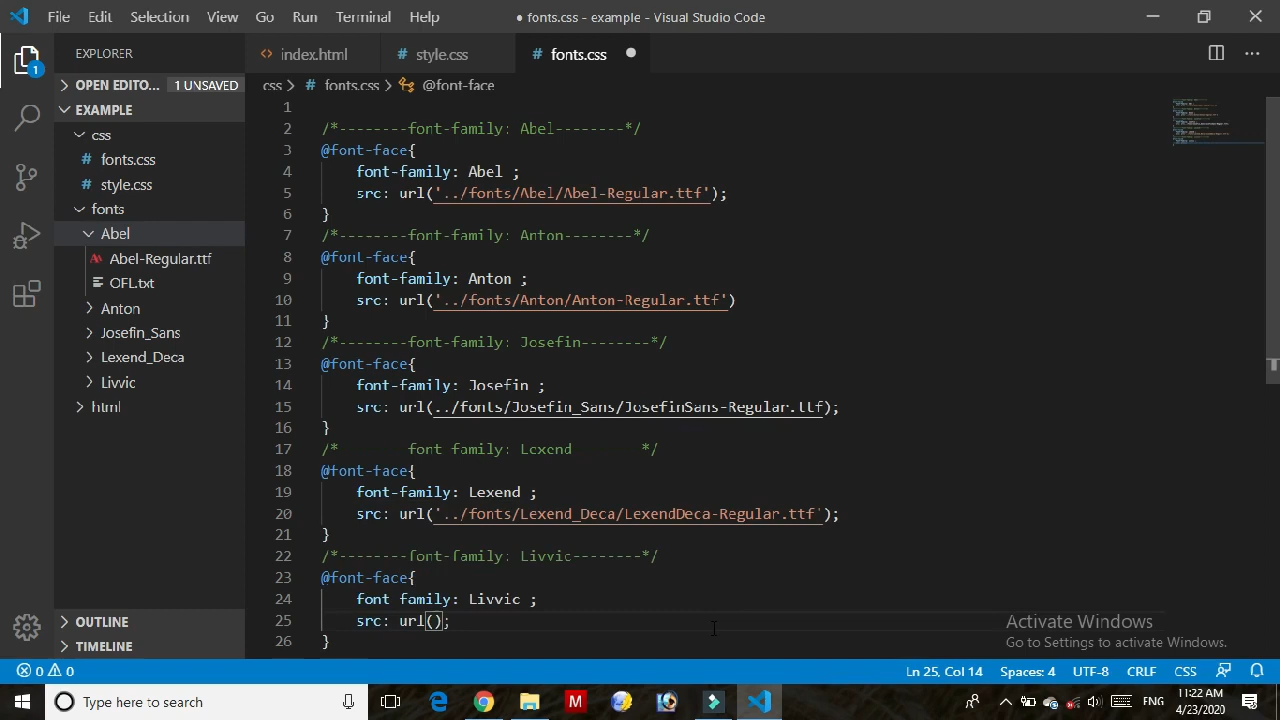 File Edit Selection View Go Run Terminal Help ● fonts.css - example - Visual Studio Code
EXPLORER
index.html
# style.css
# fonts.css
1
OPEN EDITO... 1 UNSAVED
css > # fonts.css > @font-face
EXAMPLE
css
# fonts.css
# style.css
fonts
Abel
Abel-Regular.ttf
OFL.txt
Anton
Josefin_Sans
Lexend_Deca
Livvic
html
OUTLINE
TIMELINE
1
2 /*--------font-family: Abel--------*/
3 @font-face{
4 font-family: Abel ;
5 src: url('../fonts/Abel/Abel-Regular.ttf');
6 }
7 /*--------font-family: Anton--------*/
8 @font-face{
9 font-family: Anton ;
10 src: url('../fonts/Anton/Anton-Regular.ttf')
11 }
12 /*--------font-family: Josefin--------*/
13 @font-face{
14 font-family: Josefin ;
15 src: url(../fonts/Josefin_Sans/JosefinSans-Regular.ttf);
16 }
17 /* font family: Lexend */
18 @font-face{
19 font-family: Lexend ;
20 src: url('../fonts/Lexend_Deca/LexendDeca-Regular.ttf');
21 }
22 /*--------font-family: Livvic--------*/
23 @font-face{
24 font family: Livvic ;
25 src: url();
26 }
Activate Windows
Go to Settings to activate Windows.
0 0
Ln 25, Col 14 Spaces: 4 UTF-8 CRLF CSS
Type here to search
M
ENG
11:22 AM
4/23/2020